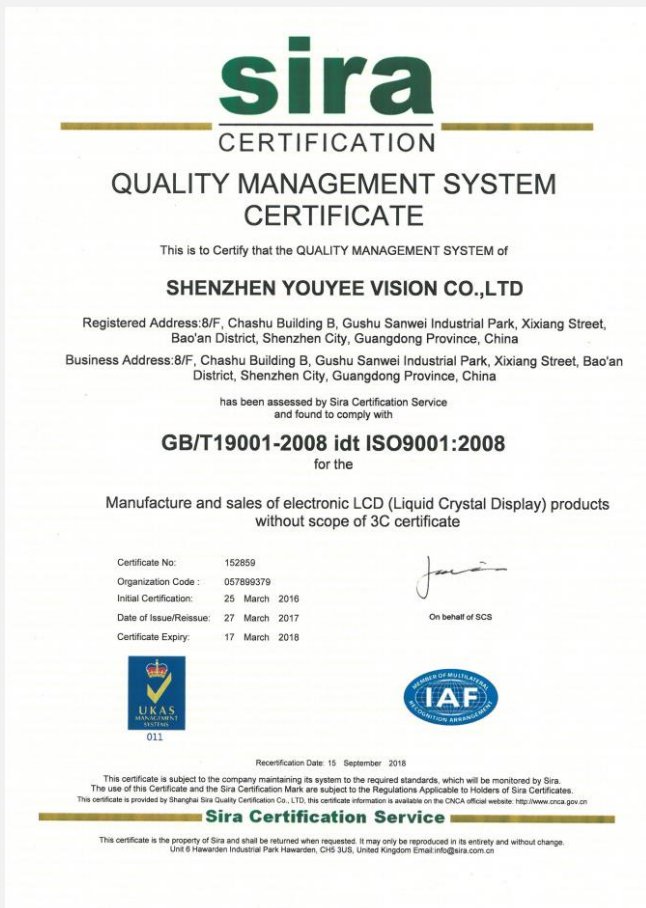 sira
CERTIFICATION
QUALITY MANAGEMENT SYSTEM
CERTIFICATE
This is to Certify that the QUALITY MANAGEMENT SYSTEM of
SHENZHEN YOUYEE VISION CO.,LTD
Registered Address:8/F, Chashu Building B, Gushu Sanwei Industrial Park, Xixiang Street,
Bao'an District, Shenzhen City, Guangdong Province, China
Business Address:8/F, Chashu Building B, Gushu Sanwei Industrial Park, Xixiang Street, Bao'an
District, Shenzhen City, Guangdong Province, China
has been assessed by Sira Certification Service
and found to comply with
GB/T19001-2008 idt ISO9001:2008
for the
Manufacture and sales of electronic LCD (Liquid Crystal Display) products
without scope of 3C certificate
Certificate No: 152859
Organization Code : 057899379
Initial Certification: 25 March 2016
Date of Issue/Reissue: 27 March 2017
Certificate Expiry: 17 March 2018
On behalf of SCS
UKAS
MANAGEMENT
SYSTEMS
011
MEMBER OF MULTILATERAL
IAF
RECOGNITION ARRANGEMENT
Recertification Date: 15 September 2018
This certificate is subject to the company maintaining its system to the required standards, which will be monitored by Sira.
The use of this Certificate and the Sira Certification Mark are subject to the Regulations Applicable to Holders of Sira Certificates.
This certificate is provided by Shanghai Sira Quality Certification Co., LTD, this certificate information is available on the CNCA official website: http://www.cnca.gov.cn
Sira Certification Service
This certificate is the property of Sira and shall be returned when requested. It may only be reproduced in its entirety and without change.
Unit 6 Hawarden Industrial Park Hawarden, CH5 3US, United Kingdom Email:info@sira.com.cn